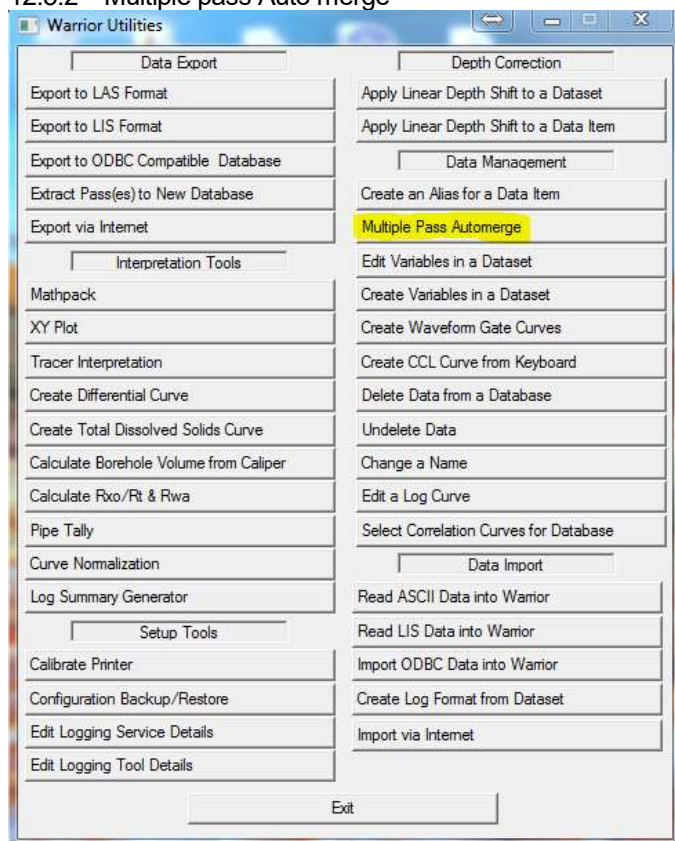 12.3.2 Multiple pass Auto merge
Warrior Utilities
Data Export
Export to LAS Format
Export to LIS Format
Export to ODBC Compatible Database
Extract Pass(es) to New Database
Export via Internet
Interpretation Tools
Mathpack
XY Plot
Tracer Interpretation
Create Differential Curve
Create Total Dissolved Solids Curve
Calculate Borehole Volume from Caliper
Calculate Rxo/Rt & Rwa
Pipe Tally
Curve Normalization
Log Summary Generator
Setup Tools
Calibrate Printer
Configuration Backup/Restore
Edit Logging Service Details
Edit Logging Tool Details
Depth Correction
Apply Linear Depth Shift to a Dataset
Apply Linear Depth Shift to a Data Item
Data Management
Create an Alias for a Data Item
Multiple Pass Automerge
Edit Variables in a Dataset
Create Variables in a Dataset
Create Waveform Gate Curves
Create CCL Curve from Keyboard
Delete Data from a Database
Undelete Data
Change a Name
Edit a Log Curve
Select Correlation Curves for Database
Data Import
Read ASCII Data into Warrior
Read LIS Data into Warrior
Import ODBC Data into Warrior
Create Log Format from Dataset
Import via Internet
Exit